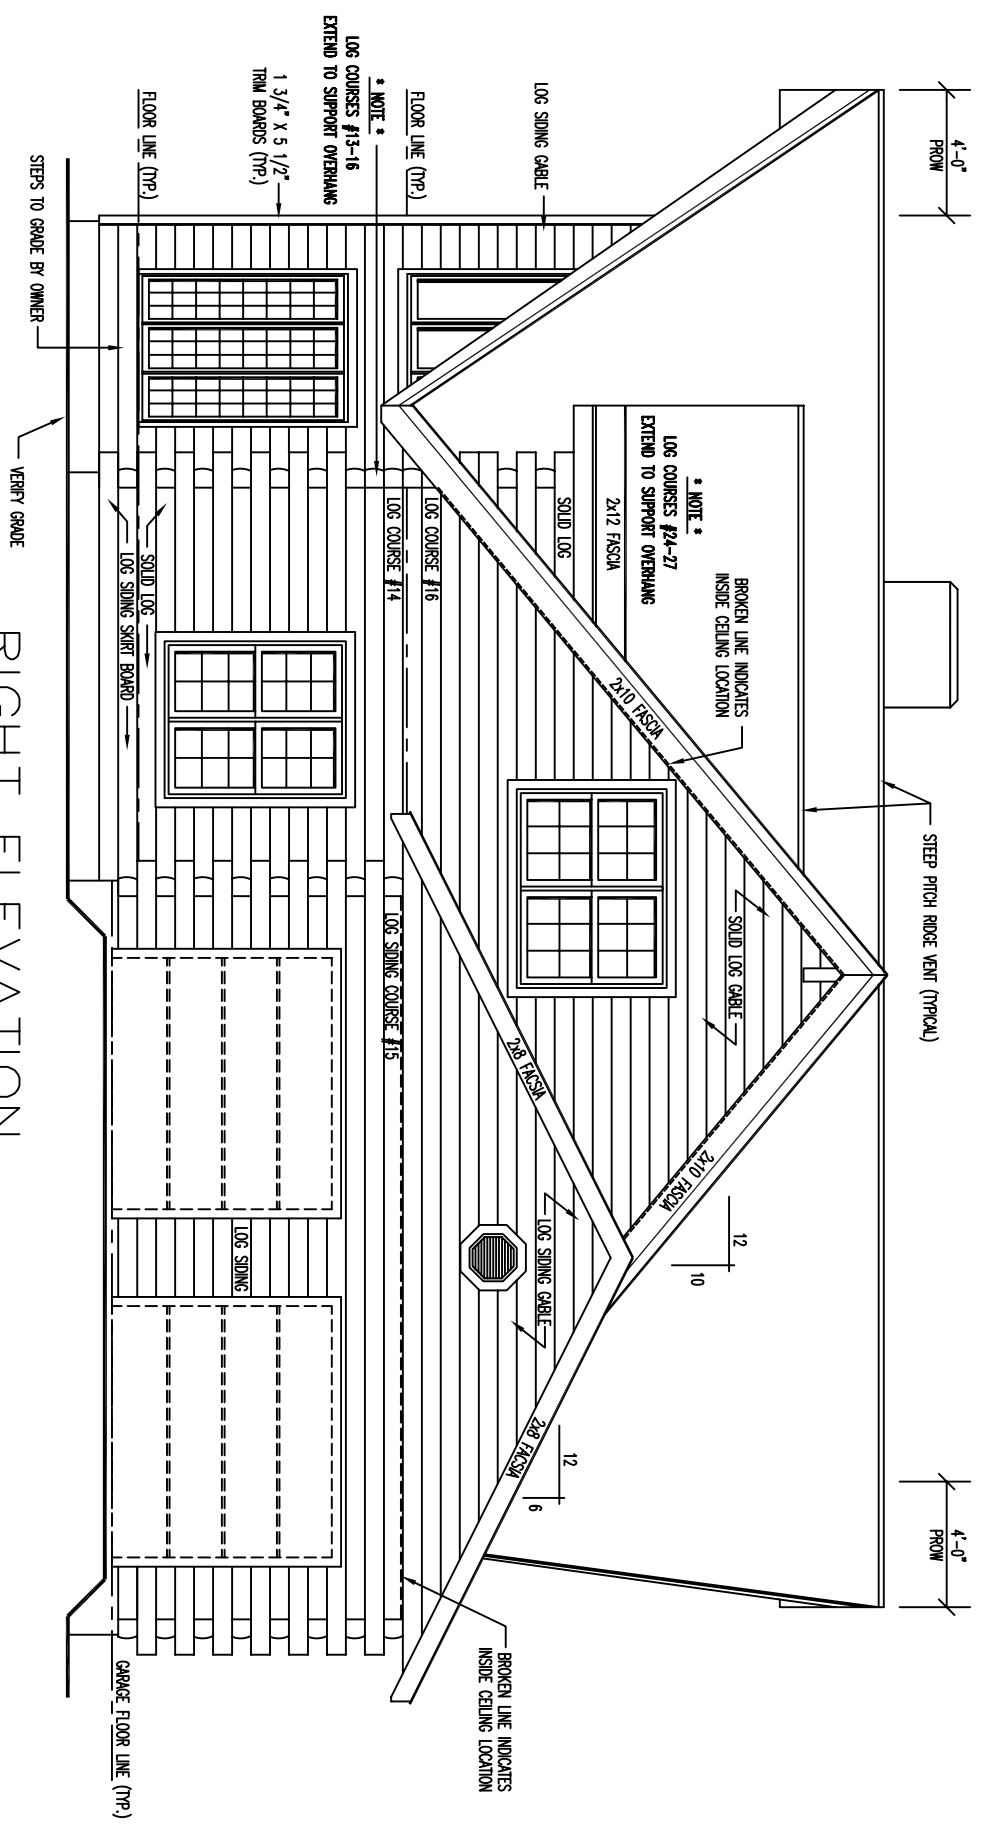 4'-0"
PROW
4'-0"
PROW
STEEP PITCH RIDGE VENT (TYPICAL)
BROKEN LINE INDICATES
INSIDE CEILING LOCATION
* NOTE *
LOG COURSES #24-27
EXTEND TO SUPPORT OVERHANG
2x12 FASCIA
SOLID LOG
2x10 FASCIA
SOLID LOG GABLE
2x10 FASCIA
12
10
LOG SIDING GABLE
LOG SIDING GABLE
2x8 FACSIA
2x8 FACSIA
12
6
BROKEN LINE INDICATES
INSIDE CEILING LOCATION
FLOOR LINE (TYP.)
* NOTE *
LOG COURSES #13-16
EXTEND TO SUPPORT OVERHANG
LOG COURSE #16
LOG COURSE #14
LOG SIDING COURSE #15
1 3/4" X 5 1/2"
TRIM BOARDS (TYP.)
LOG SIDING
FLOOR LINE (TYP.)
SOLID LOG
LOG SIDING SKIRT BOARD
GARAGE FLOOR LINE (TYP.)
STEPS TO GRADE BY OWNER
VERIFY GRADE
RIGHT ELEVATION